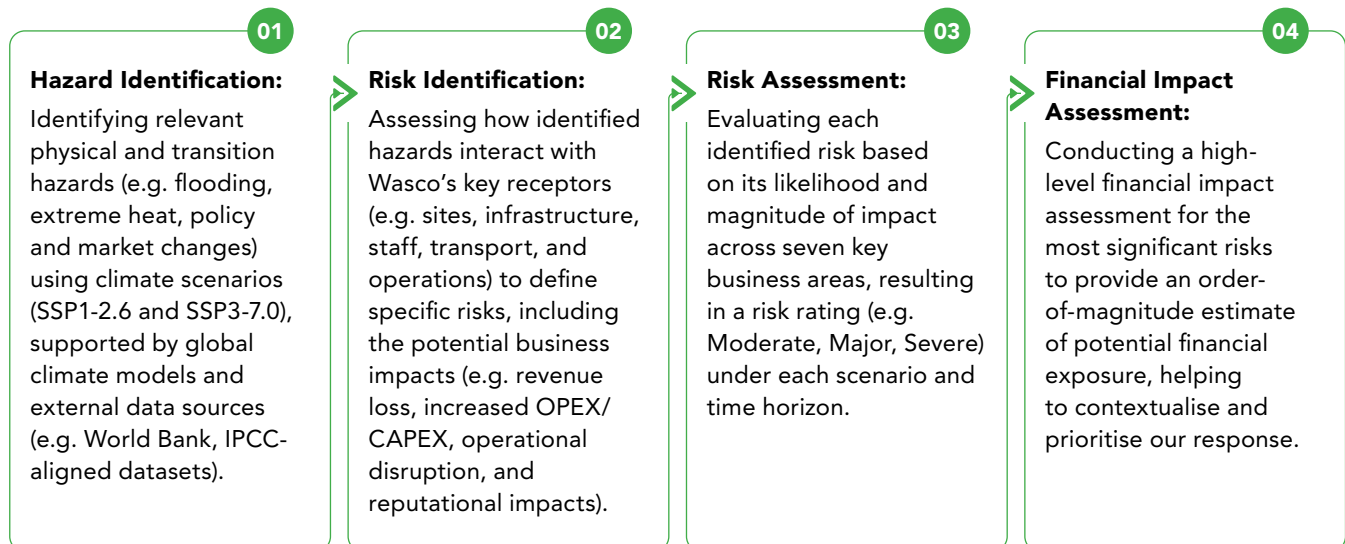 01
Hazard Identification:
Identifying relevant
physical and transition
hazards (e.g. flooding,
extreme heat, policy
and market changes)
using climate scenarios
(SSP1-2.6 and SSP3-7.0),
supported by global
climate models and
external data sources
(e.g. World Bank, IPCC-
aligned datasets).
02
Risk Identification:
Assessing how identified
hazards interact with
Wasco’s key receptors
(e.g. sites, infrastructure,
staff, transport, and
operations) to define
specific risks, including
the potential business
impacts (e.g. revenue
loss, increased OPEX/
CAPEX, operational
disruption, and
reputational impacts).
03
Risk Assessment:
Evaluating each
identified risk based
on its likelihood and
magnitude of impact
across seven key
business areas, resulting
in a risk rating (e.g.
Moderate, Major, Severe)
under each scenario and
time horizon.
04
Financial Impact
Assessment:
Conducting a high-
level financial impact
assessment for the
most significant risks
to provide an order-
of-magnitude estimate
of potential financial
exposure, helping
to contextualise and
prioritise our response.